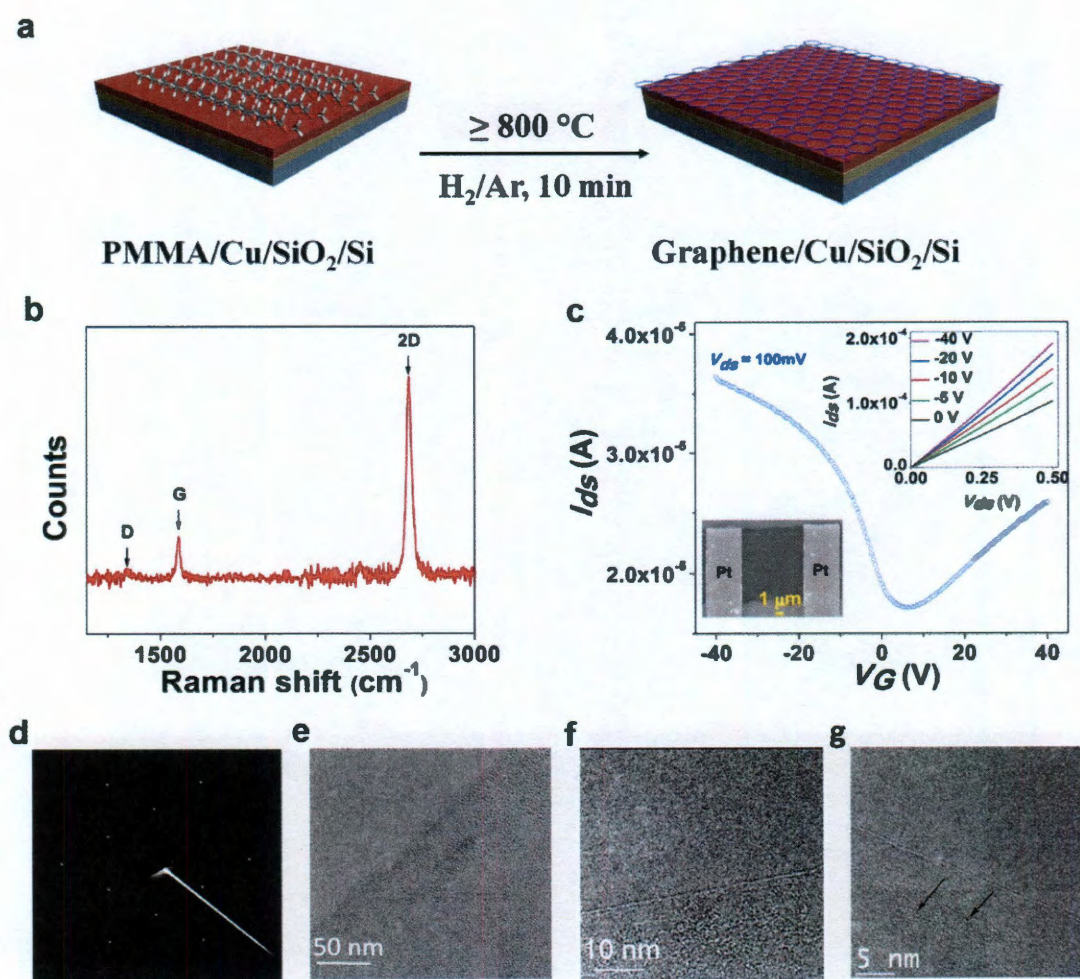 a
≥ 800 °C
H₂/Ar, 10 min
PMMA/Cu/SiO₂/Si
Graphene/Cu/SiO₂/Si
b
2D
G
D
Counts
1500 2000 2500 3000
Raman shift (cm⁻¹)
c
4.0x10⁻⁵
3.0x10⁻⁵
2.0x10⁻⁵
Ids (A)
Vds = 100mV
-40 -20 0 20 40
VG (V)
2.0x10⁻⁴
1.0x10⁻⁴
0.0
Ids (A)
-40 V
-20 V
-10 V
-5 V
0 V
0.00 0.25 0.50
Vds (V)
Pt Pt
1 μm
d
e
50 nm
f
10 nm
g
5 nm